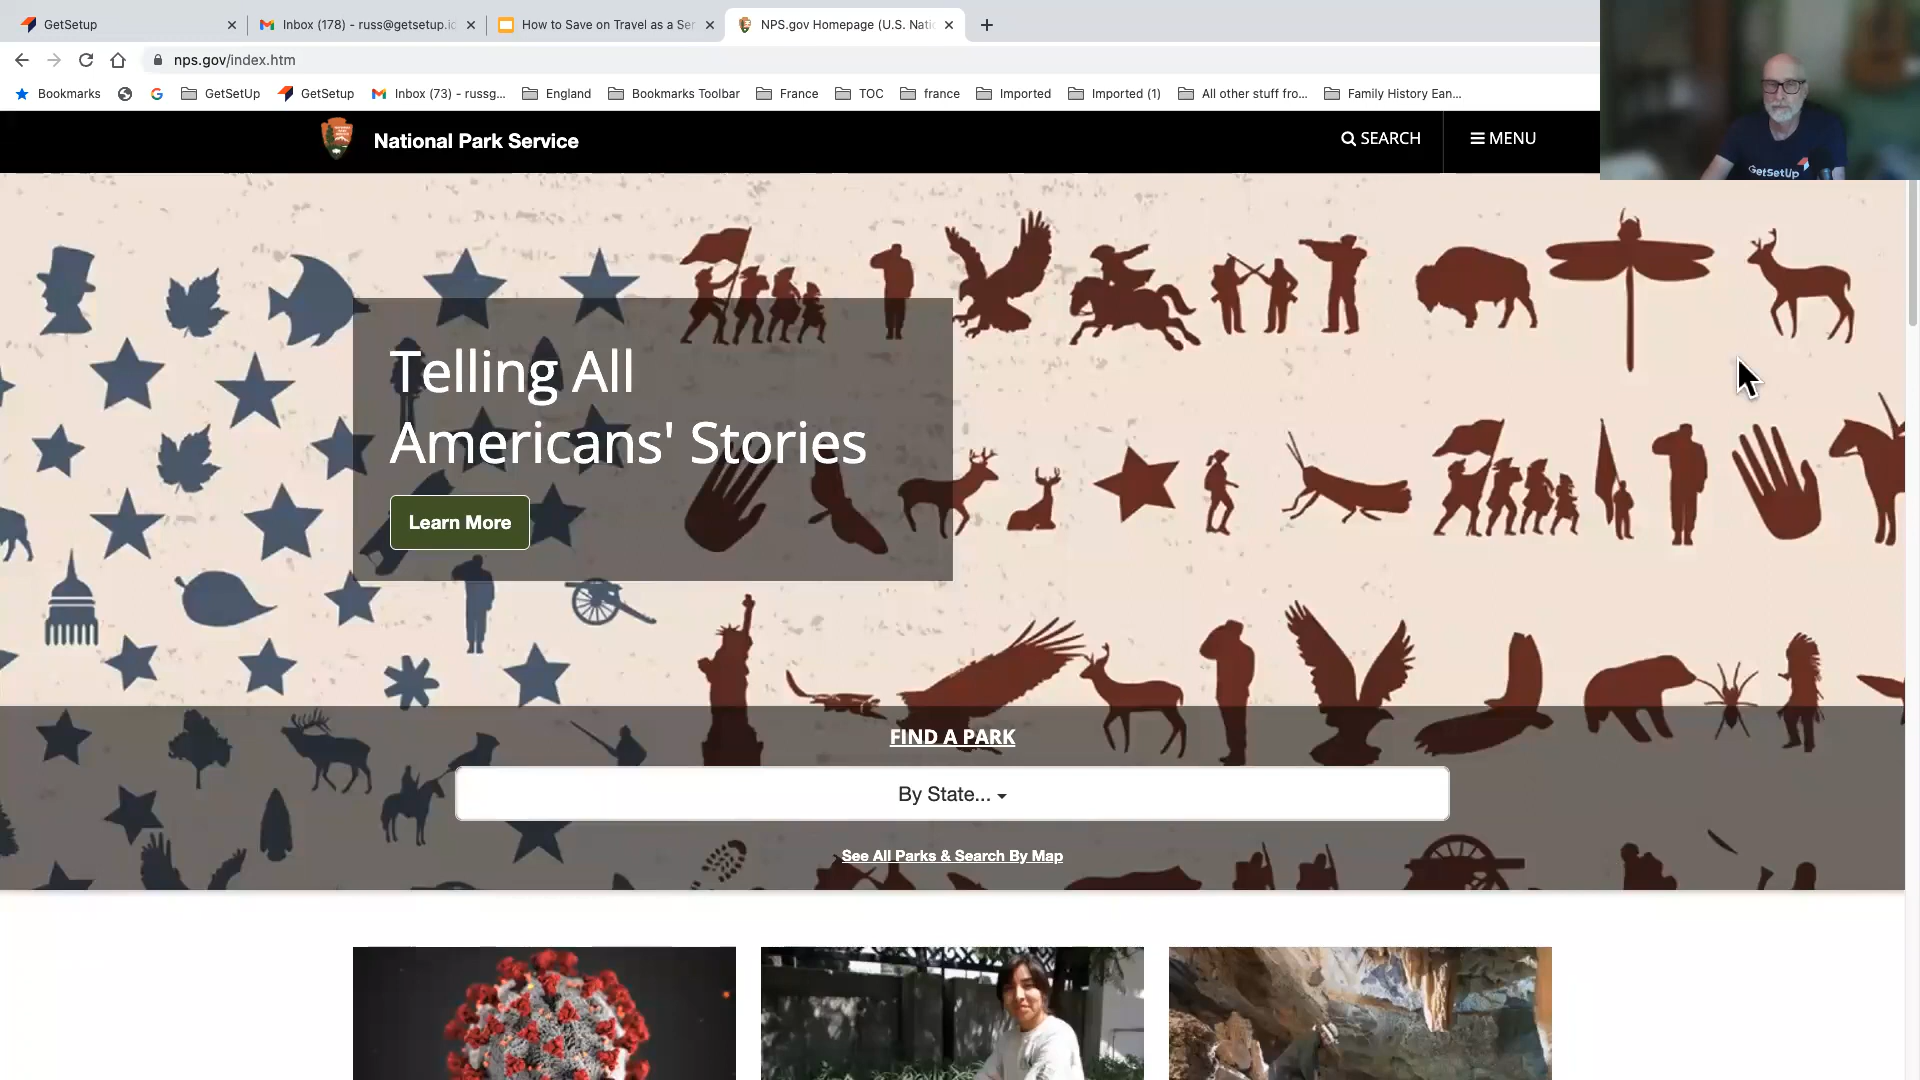 GetSetup
Inbox (178) - russ@getsetup.io
How to Save on Travel as a Ser
NPS.gov Homepage (U.S. Nati
nps.gov/index.htm
Bookmarks
GetSetUp
GetSetup
Inbox (73) - russg...
England
Bookmarks Toolbar
France
TOC
france
Imported
Imported (1)
All other stuff fro...
Family History Ean...
National Park Service
SEARCH
MENU
GetSetUp
Telling All
Americans' Stories
Learn More
FIND A PARK
By State...
See All Parks & Search By Map